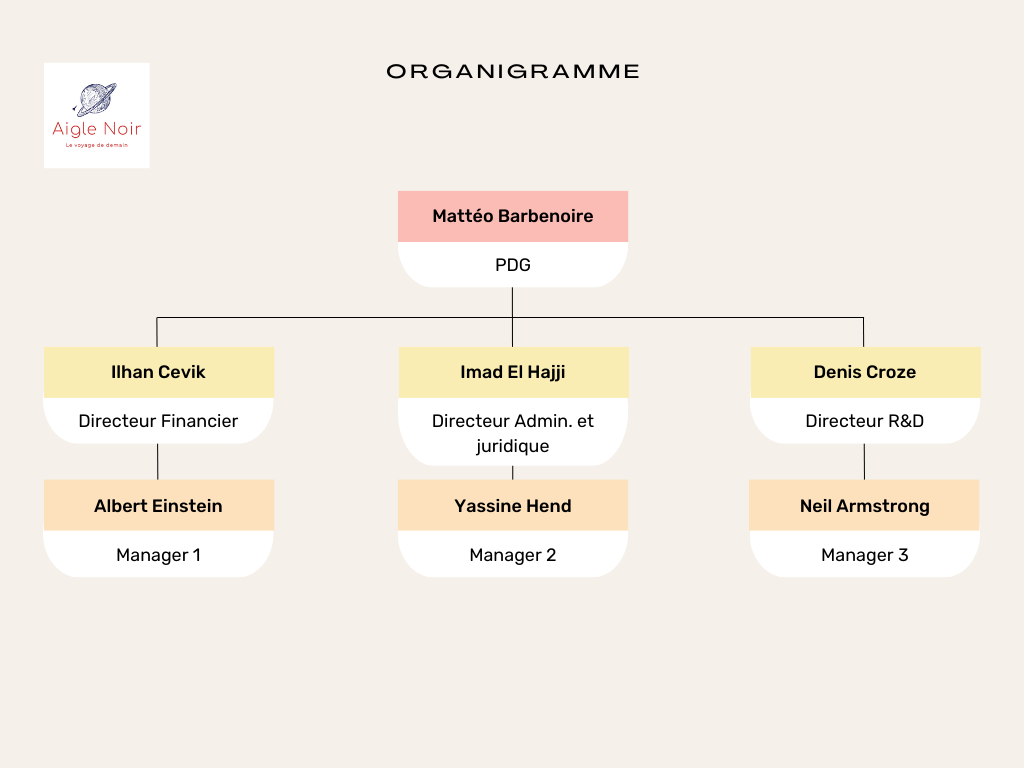 ORGANIGRAMME
Aigle Noir
Le voyage de demain
Mattéo Barbenoire
PDG
Ilhan Cevik
Imad El Hajji
Denis Croze
Directeur Financier
Directeur Admin. et
juridique
Directeur R&D
Albert Einstein
Yassine Hend
Neil Armstrong
Manager 1
Manager 2
Manager 3